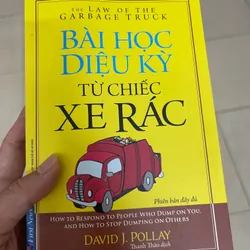 THE LAW OF THE
GARBAGE TRUCK
BÀI HỌC
DIỆU KỲ
TỪ CHIẾC
XE RÁC
Phiên bản đầy đủ
HOW TO RESPOND TO PEOPLE WHO DUMP ON YOU,
AND HOW TO STOP DUMPING ON OTHERS
DAVID J. POLLAY
Thanh Thảo dịch